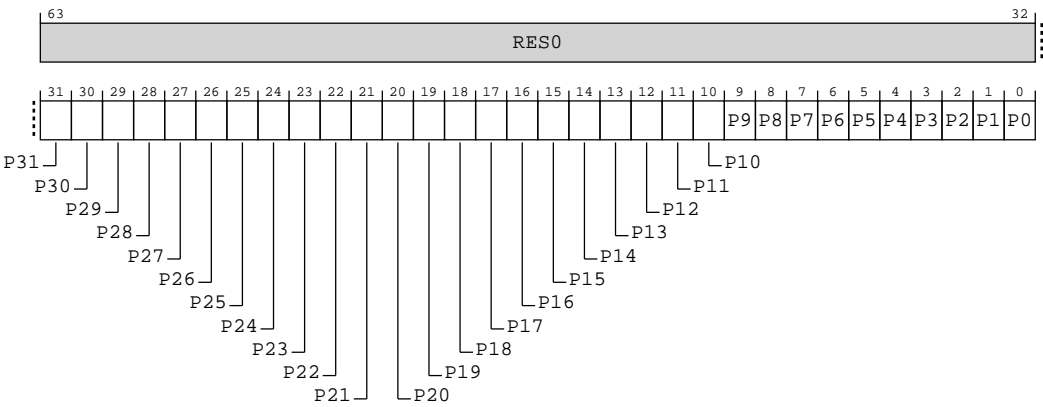 63 32
RES0
31 30 29 28 27 26 25 24 23 22 21 20 19 18 17 16 15 14 13 12 11 10 9 8 7 6 5 4 3 2 1 0
P9 P8 P7 P6 P5 P4 P3 P2 P1 P0
P31 P10
P30 P11
P29 P12
P28 P13
P27 P14
P26 P15
P25 P16
P24 P17
P23 P18
P22 P19
P21 P20